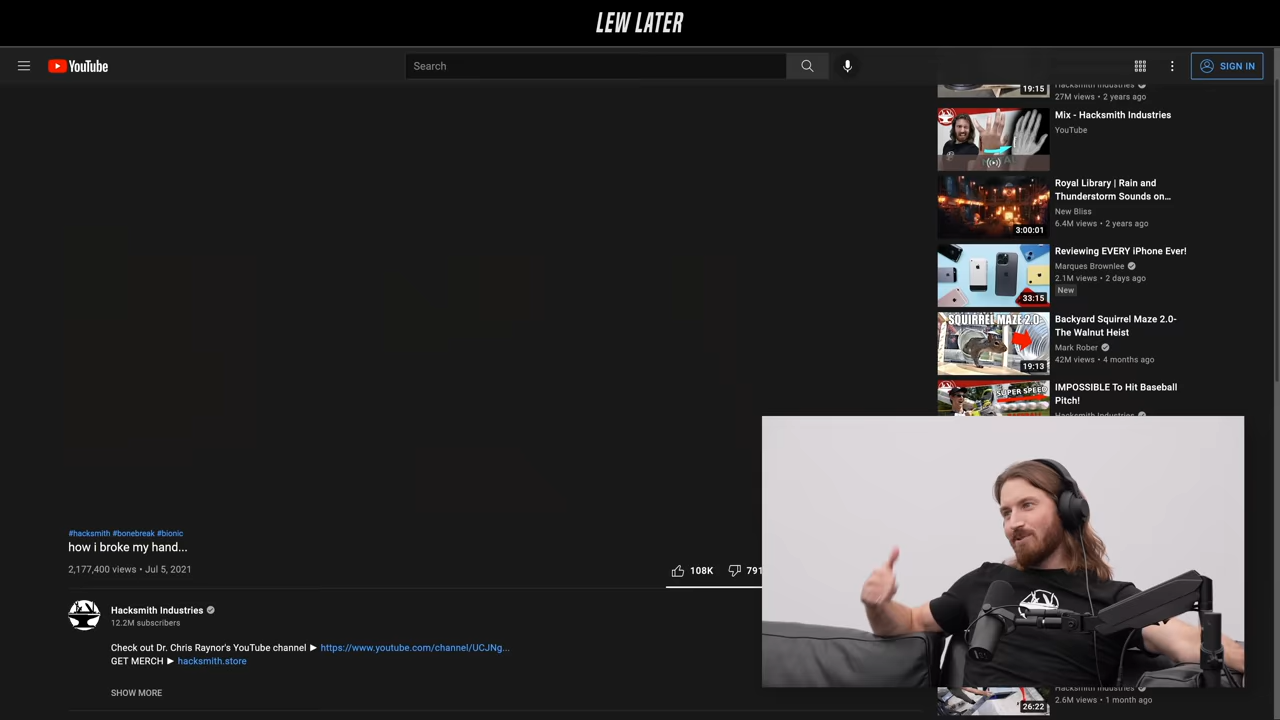 LEW LATER
YouTube
Search
SIGN IN
19:15
Hacksmith Industries
27M views • 2 years ago
Mix - Hacksmith Industries
YouTube
Royal Library | Rain and
Thunderstorm Sounds on...
New Bliss
6.4M views • 2 years ago
3:00:01
Reviewing EVERY iPhone Ever!
Marques Brownlee
2.1M views • 2 days ago
New
33:15
SQUIRREL MAZE 2.0
Backyard Squirrel Maze 2.0-
The Walnut Heist
Mark Rober
42M views • 4 months ago
19:13
SUPER SPEED
IMPOSSIBLE To Hit Baseball
Pitch!
Hacksmith Industries
#hacksmith #bonebreak #bionic
how i broke my hand...
2,177,400 views • Jul 5, 2021
108K
791
Hacksmith Industries
12.2M subscribers
Check out Dr. Chris Raynor's YouTube channel ► https://www.youtube.com/channel/UCJNg...
GET MERCH ► hacksmith.store
SHOW MORE
Hacksmith Industries
2.6M views • 1 month ago
26:22